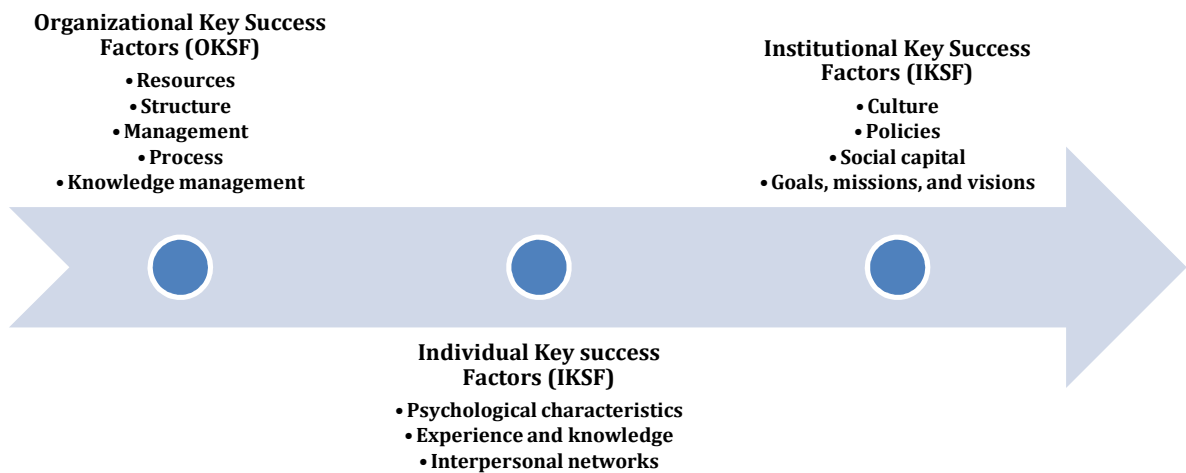 Organizational Key Success
Factors (OKSF)
• Resources
• Structure
• Management
• Process
• Knowledge management
Individual Key success
Factors (IKSF)
• Psychological characteristics
• Experience and knowledge
• Interpersonal networks
Institutional Key Success
Factors (IKSF)
• Culture
• Policies
• Social capital
• Goals, missions, and visions